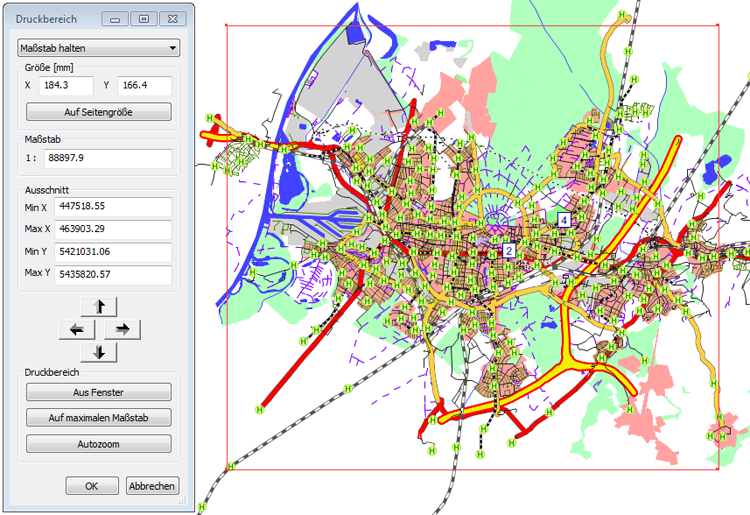 Druckbereich
Maßstab halten
Größe [mm]
X 184.3 Y 166.4
Auf Seitengröße
Maßstab
1 : 88897.9
Ausschnitt
Min X 447518.55
Max X 463903.29
Min Y 5421031.06
Max Y 5435820.57
Druckbereich
Aus Fenster
Auf maximalen Maßstab
Autozoom
OK Abbrechen
4
2